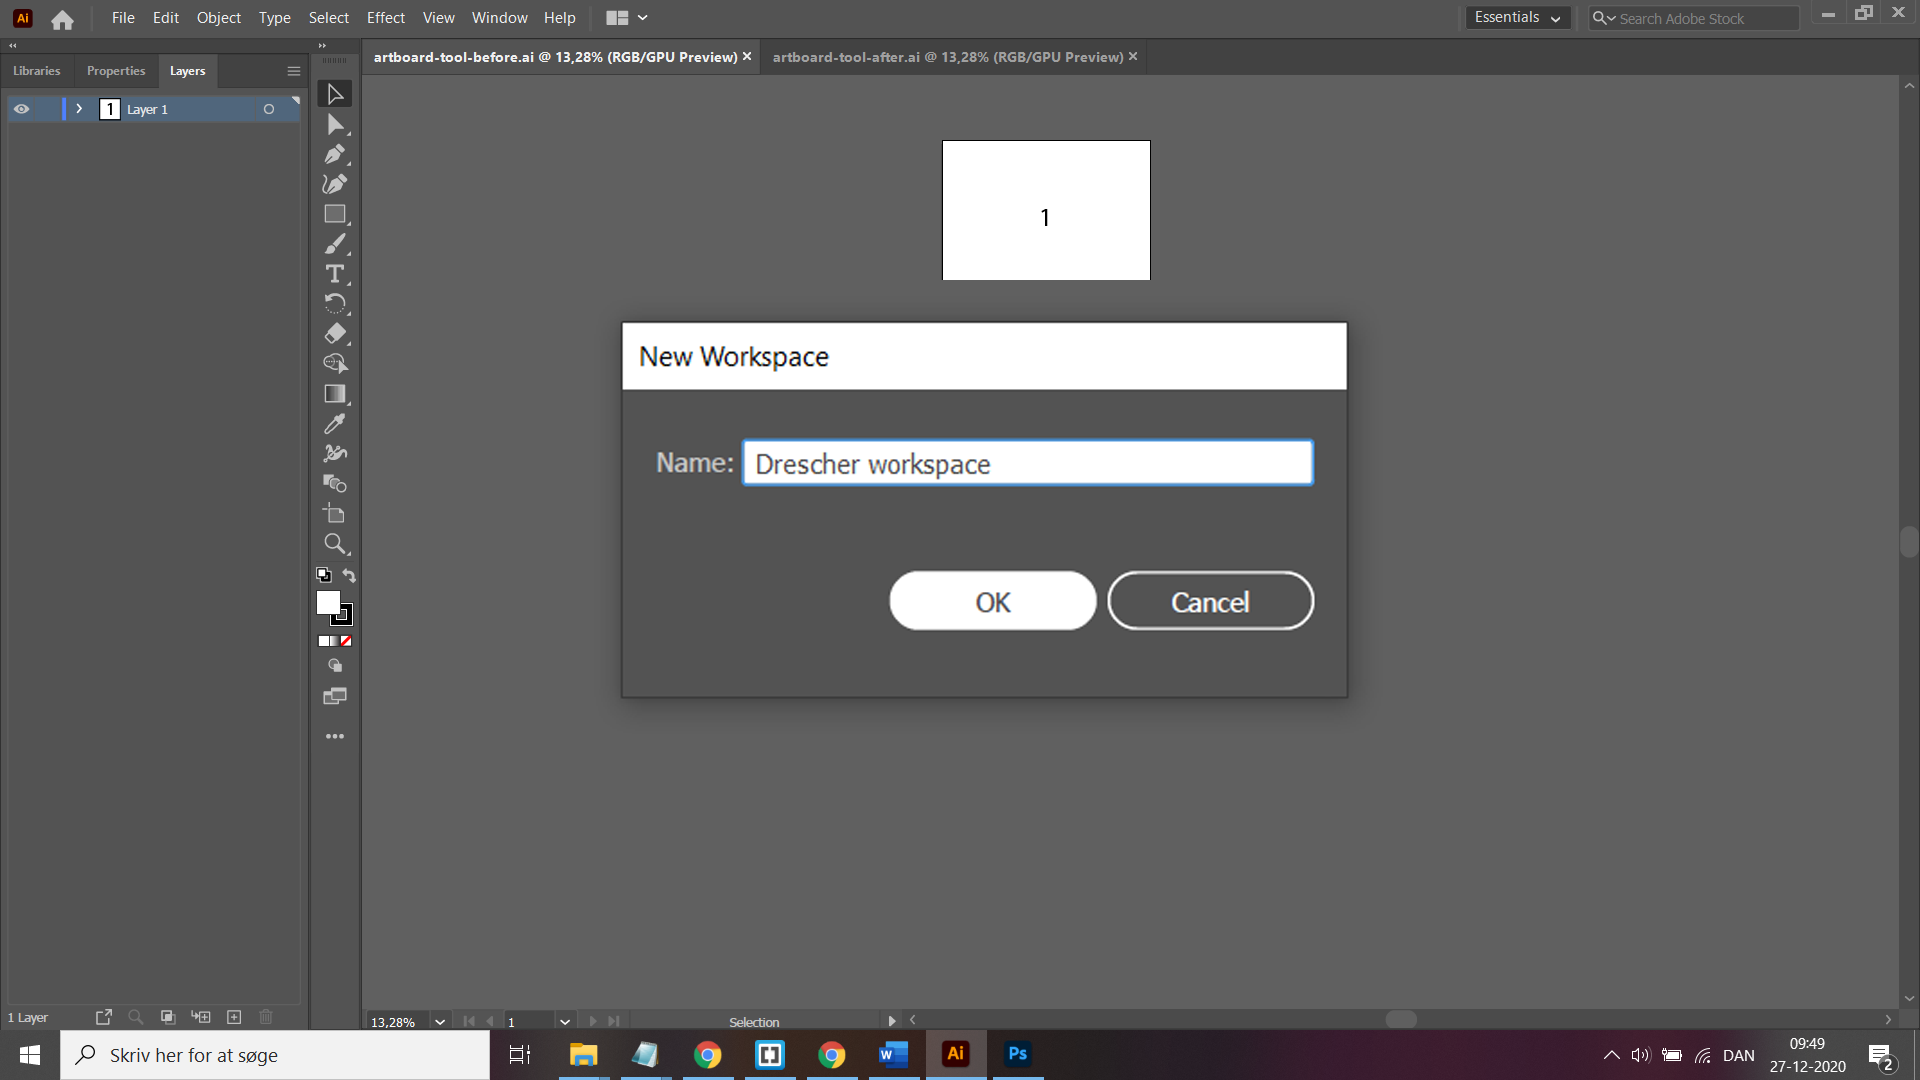 Ai File Edit Object Type Select Effect View Window Help Essentials Search Adobe Stock
artboard-tool-before.ai @ 13,28% (RGB/GPU Preview) artboard-tool-after.ai @ 13,28% (RGB/GPU Preview)
Libraries Properties Layers
1 Layer 1
1
New Workspace
Name: Drescher workspace
OK Cancel
1 Layer
13,28% 1 Selection
Skriv her for at søge
W Ai Ps
DAN
09:49
27-12-2020
2